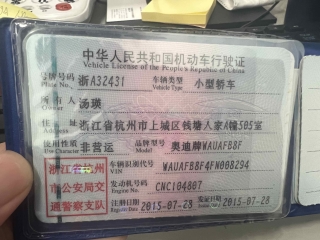 中华人民共和国机动车行驶证
Vehicle License of the People's Republic of China
号牌号码 浙A32431 车辆类型 小型轿车
Plate No. Vehicle Type
所有人 汤瑛
Owner
住址 浙江省杭州市上城区钱塘人家A幢505室
Address
使用性质 非营运 品牌型号 奥迪牌WAUAFB8F
Use Character Model
浙江省杭州市公安局交通警察支队
车辆识别代号 WAUAFB8F4FN008294
VIN
发动机号码 CNC104807
Engine No.
注册日期 2015-07-28 发证日期 2015-07-28
Register Date Issue Date